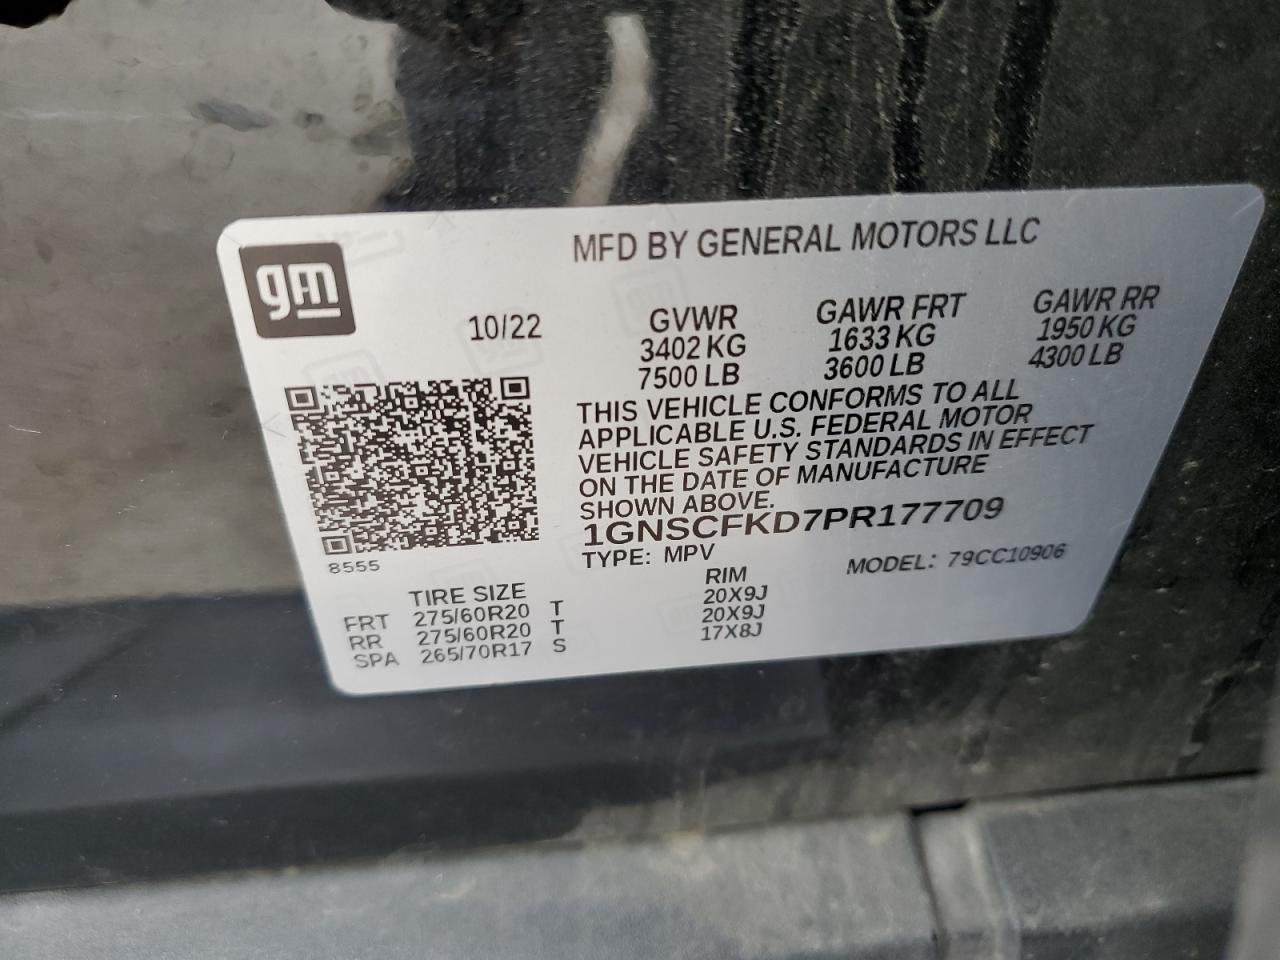 gm
MFD BY GENERAL MOTORS LLC
10/22 GVWR GAWR FRT GAWR RR
3402 KG 1633 KG 1950 KG
7500 LB 3600 LB 4300 LB
THIS VEHICLE CONFORMS TO ALL
APPLICABLE U.S. FEDERAL MOTOR
VEHICLE SAFETY STANDARDS IN EFFECT
ON THE DATE OF MANUFACTURE
SHOWN ABOVE.
1GNSCFKD7PR177709
8555
TYPE: MPV MODEL: 79CC10906
TIRE SIZE RIM
FRT 275/60R20 T 20X9J
RR 275/60R20 T 20X9J
SPA 265/70R17 S 17X8J